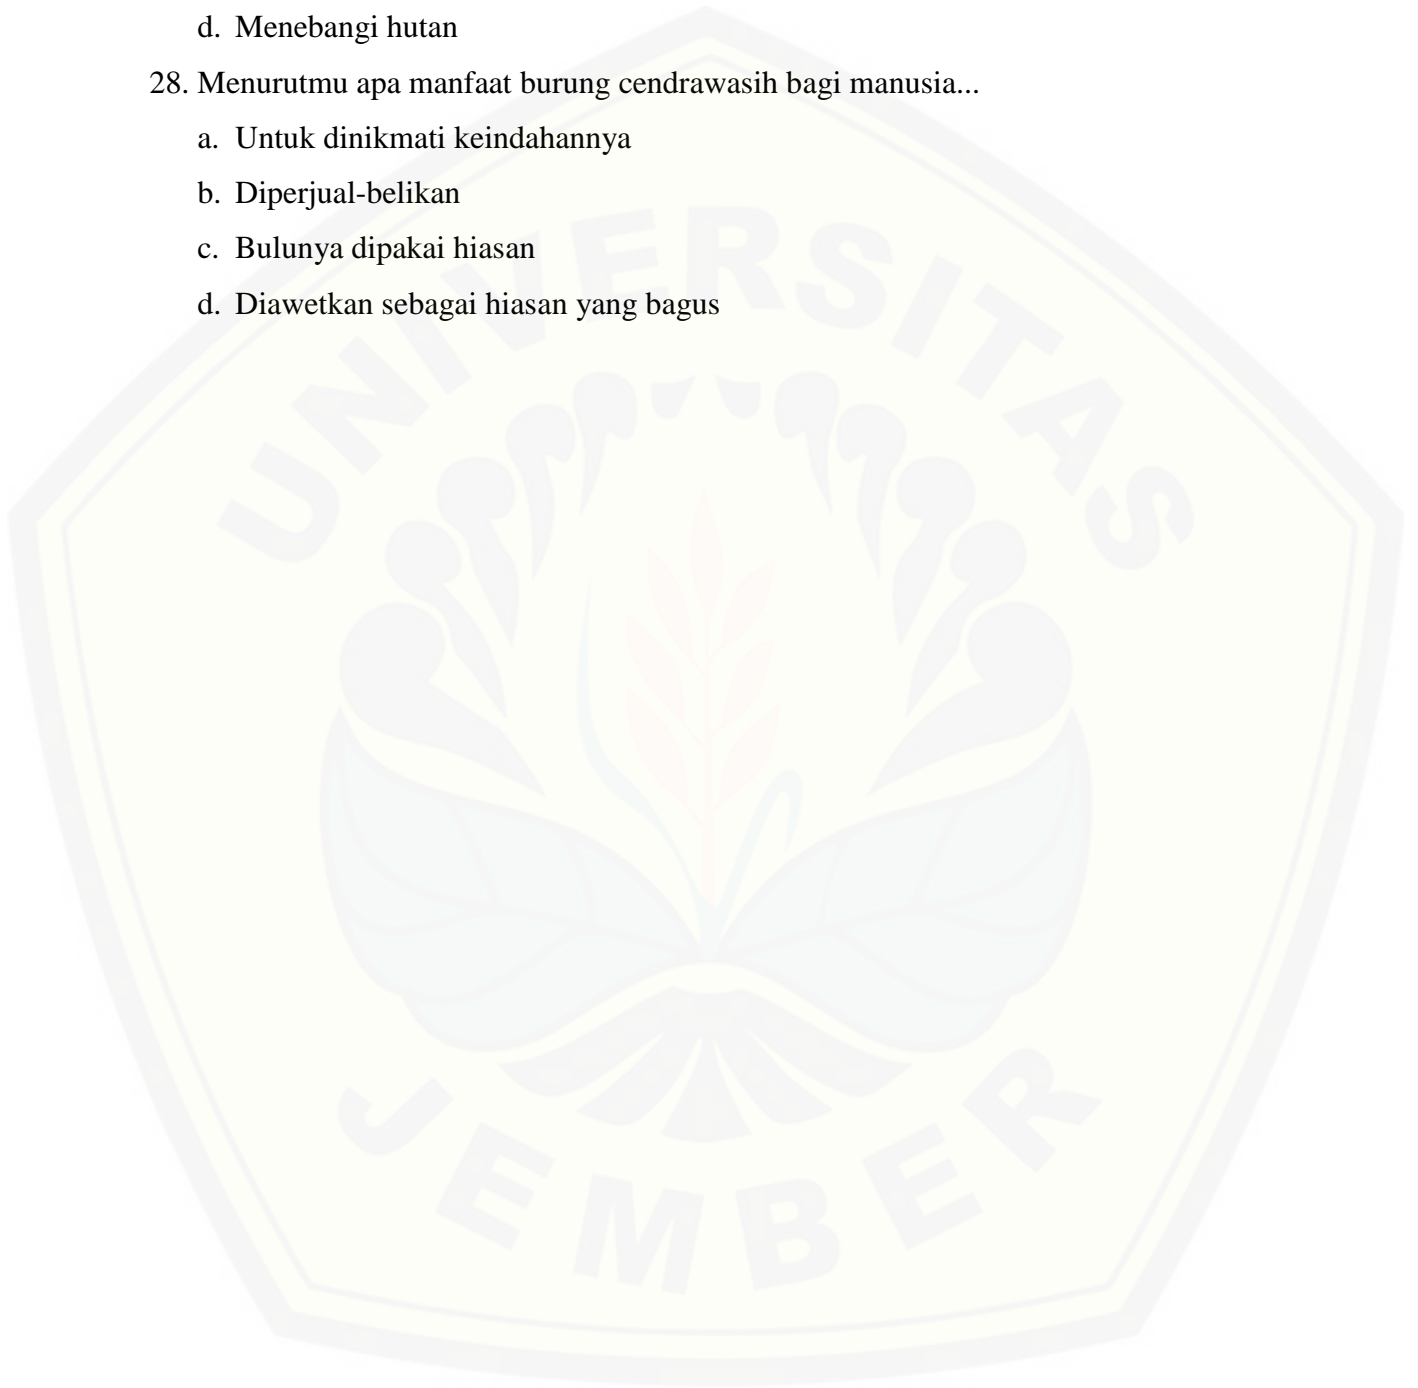 d. Menebangi hutan
28. Menurutmu apa manfaat burung cendrawasih bagi manusia...
a. Untuk dinikmati keindahannya
b. Diperjual-belikan
c. Bulunya dipakai hiasan
d. Diawetkan sebagai hiasan yang bagus
UNIVERSITAS
JEMBER